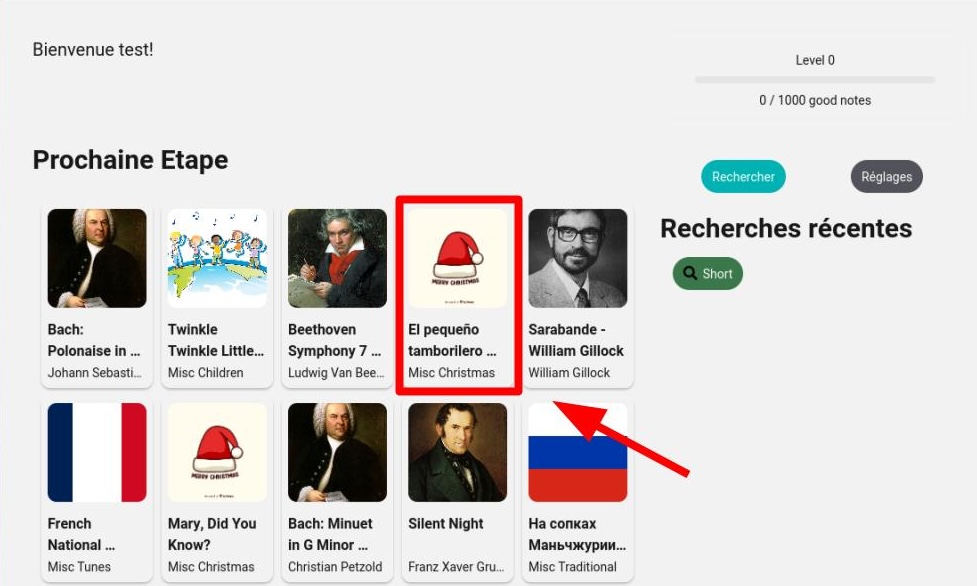 Bienvenue test!
Level 0
0 / 1000 good notes
Prochaine Etape
Rechercher
Réglages
Recherches récentes
Short
MERRY CHRISTMAS
Bach:
Polonaise in ...
Johann Sebasti...
Twinkle
Twinkle Little...
Misc Children
Beethoven
Symphony 7 ...
Ludwig Van Bee...
El pequeño
tamborilero ...
Misc Christmas
Sarabande -
William Gillock
William Gillock
MERRY CHRISTMAS
French
National ...
Misc Tunes
Mary, Did You
Know?
Misc Christmas
Bach: Minuet
in G Minor ...
Christian Petzold
Silent Night
Franz Xaver Gru...
На сопках
Маньчжурии...
Misc Traditional